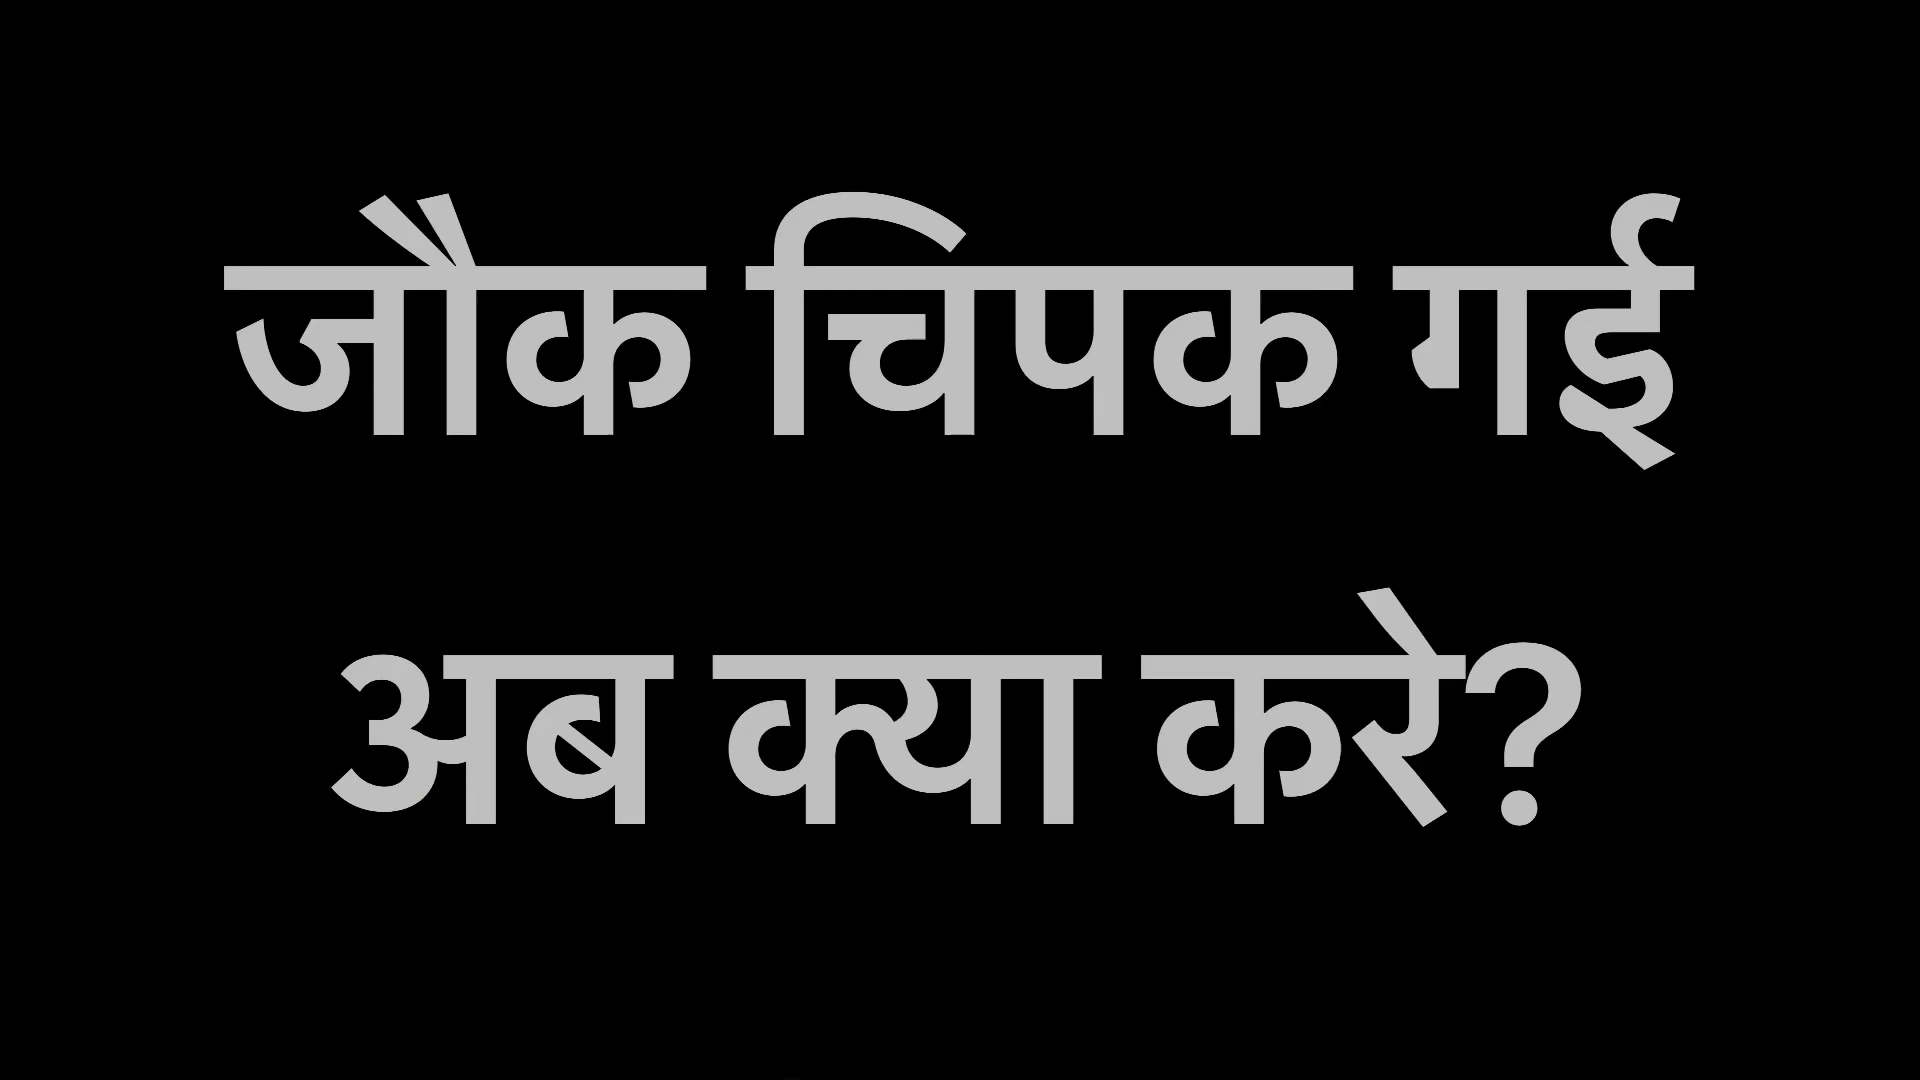 जौक चिपक गई
अब क्या करे?